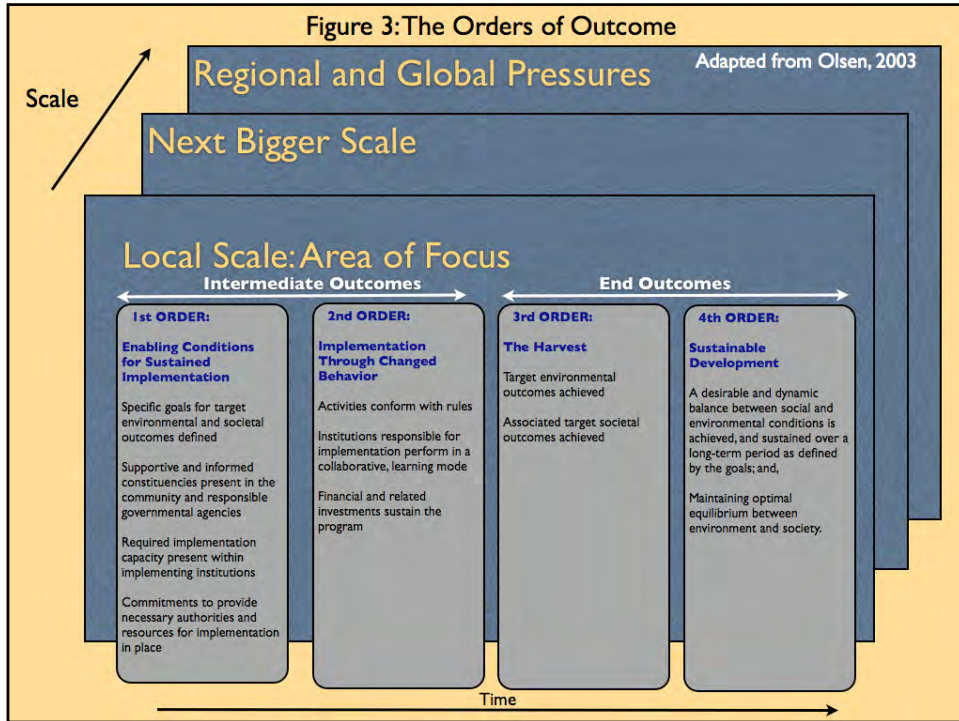 Figure 3: The Orders of Outcome
Adapted from Olsen, 2003
Scale
Regional and Global Pressures
Next Bigger Scale
Local Scale: Area of Focus
Intermediate Outcomes
End Outcomes
1st ORDER:
Enabling Conditions
for Sustained
Implementation
Specific goals for target
environmental and societal
outcomes defined
Supportive and informed
constituencies present in the
community and responsible
governmental agencies
Required implementation
capacity present within
implementing institutions
Commitments to provide
necessary authorities and
resources for implementation
in place
2nd ORDER:
Implementation
Through Changed
Behavior
Activities conform with rules
Institutions responsible for
implementation perform in a
collaborative, learning mode
Financial and related
investments sustain the
program
3rd ORDER:
The Harvest
Target environmental
outcomes achieved
Associated target societal
outcomes achieved
4th ORDER:
Sustainable
Development
A desirable and dynamic
balance between social and
environmental conditions is
achieved, and sustained over a
long-term period as defined
by the goals; and,
Maintaining optimal
equilibrium between
environment and society.
Time